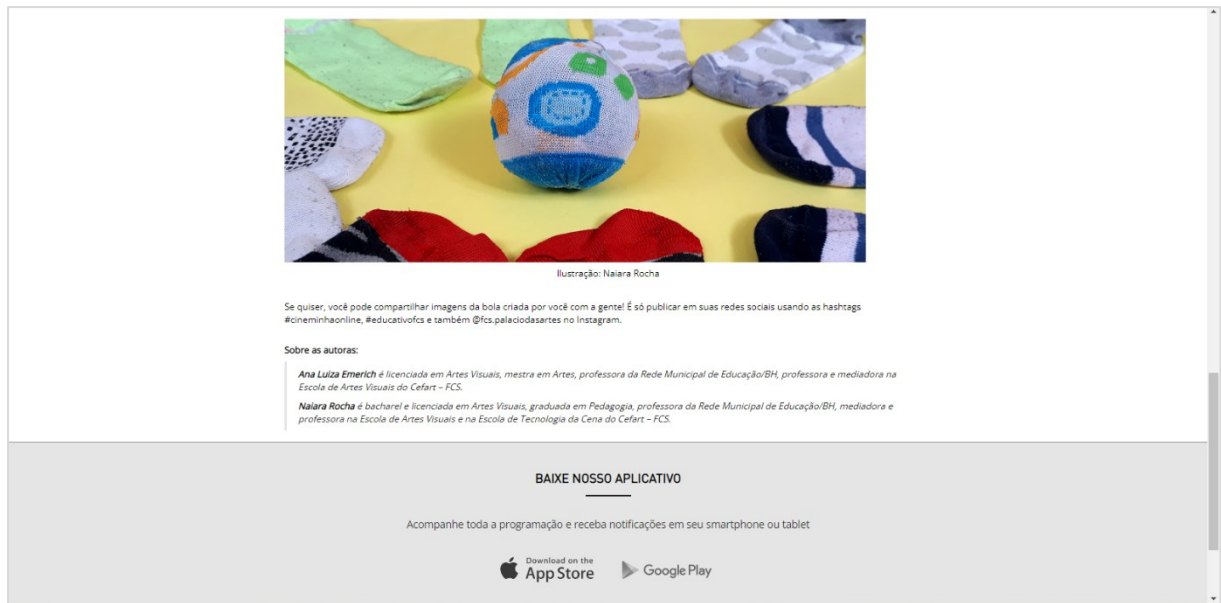 Ilustração: Naiara Rocha
Se quiser, você pode compartilhar imagens da bola criada por você com a gente! É só publicar em suas redes sociais usando as hashtags
#cineminhaonline, #educativofcs e também @fcs.palaciodasartes no Instagram.
Sobre as autoras:
Ana Luiza Emerich é licenciada em Artes Visuais, mestra em Artes, professora da Rede Municipal de Educação/BH, professora e mediadora na
Escola de Artes Visuais do Cefart – FCS.
Naiara Rocha é bacharel e licenciada em Artes Visuais, graduada em Pedagogia, professora da Rede Municipal de Educação/BH, mediadora e
professora na Escola de Artes Visuais e na Escola de Tecnologia da Cena do Cefart – FCS.
BAIXE NOSSO APLICATIVO
Acompanhe toda a programação e receba notificações em seu smartphone ou tablet
Download on the
App Store
Google Play